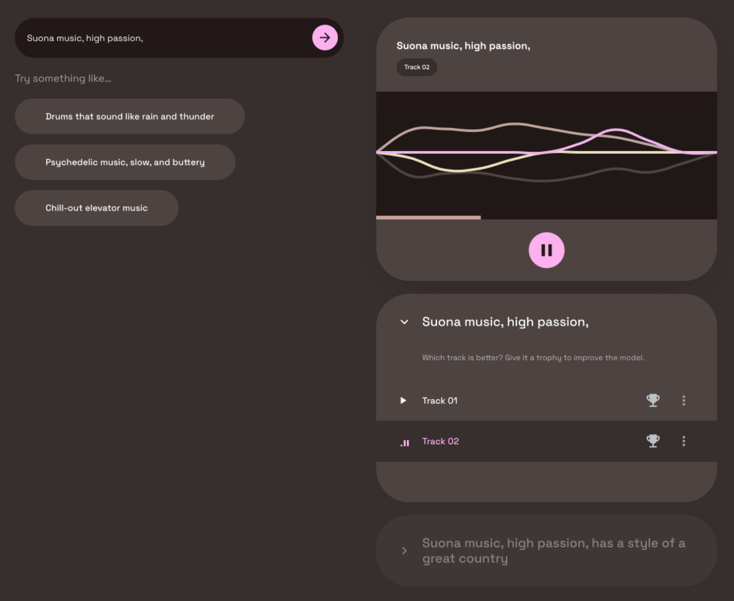 Suona music, high passion,
Try something like...
Drums that sound like rain and thunder
Psychedelic music, slow, and buttery
Chill-out elevator music
Suona music, high passion,
Track 02
Suona music, high passion,
Which track is better? Give it a trophy to improve the model.
Track 01
Track 02
Suona music, high passion, has a style of a
great country